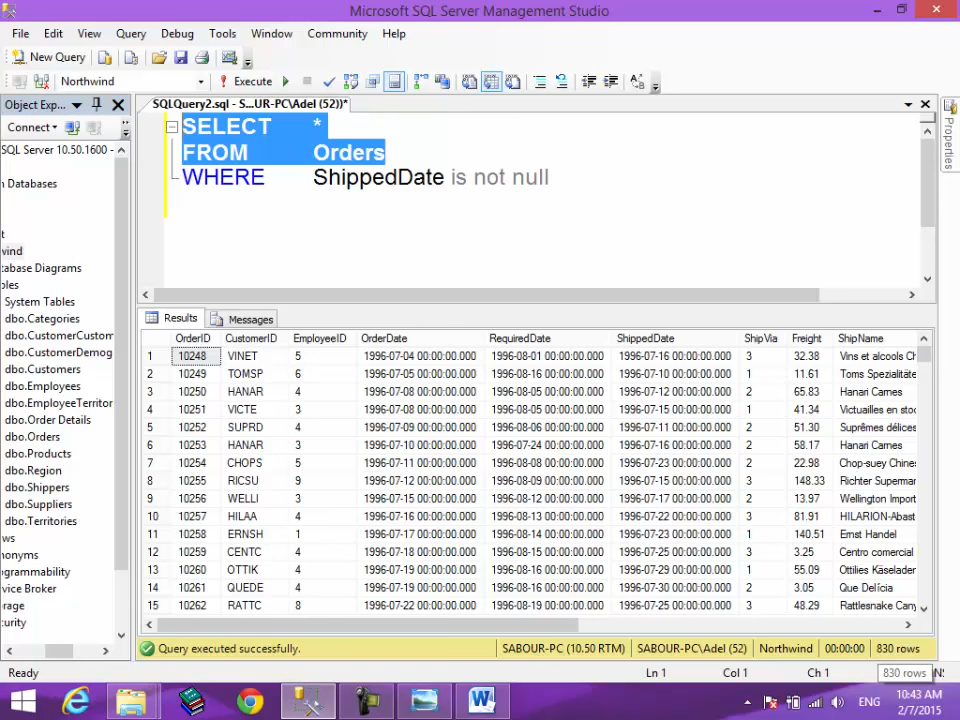 Microsoft SQL Server Management Studio
File Edit View Query Debug Tools Window Community Help
New Query
Northwind Execute
Object Exp... SQLQuery2.sql - S...UR-PC\Adel (52))*
Connect
SQL Server 10.50.1600 -
n Databases
t
wind
tabase Diagrams
bles
System Tables
dbo.Categories
dbo.CustomerCustom
dbo.CustomerDemog
dbo.Customers
dbo.Employees
dbo.EmployeeTerritor
dbo.Order Details
dbo.Orders
dbo.Products
dbo.Region
dbo.Shippers
dbo.Suppliers
dbo.Territories
ews
nonyms
ogrammability
vice Broker
rage
curity
SELECT *
FROM Orders
WHERE ShippedDate is not null
Properties
Results Messages
OrderID CustomerID EmployeeID OrderDate RequiredDate ShippedDate ShipVia Freight ShipName
1 10248 VINET 5 1996-07-04 00:00:00.000 1996-08-01 00:00:00.000 1996-07-16 00:00:00.000 3 32.38 Vins et alcools Ch
2 10249 TOMSP 6 1996-07-05 00:00:00.000 1996-08-16 00:00:00.000 1996-07-10 00:00:00.000 1 11.61 Toms Spezialitäte
3 10250 HANAR 4 1996-07-08 00:00:00.000 1996-08-05 00:00:00.000 1996-07-12 00:00:00.000 2 65.83 Hanari Carnes
4 10251 VICTE 3 1996-07-08 00:00:00.000 1996-08-05 00:00:00.000 1996-07-15 00:00:00.000 1 41.34 Victuailles en stoc
5 10252 SUPRD 4 1996-07-09 00:00:00.000 1996-08-06 00:00:00.000 1996-07-11 00:00:00.000 2 51.30 Suprêmes délices
6 10253 HANAR 3 1996-07-10 00:00:00.000 1996-07-24 00:00:00.000 1996-07-16 00:00:00.000 2 58.17 Hanari Carnes
7 10254 CHOPS 5 1996-07-11 00:00:00.000 1996-08-08 00:00:00.000 1996-07-23 00:00:00.000 2 22.98 Chop-suey Chines
8 10255 RICSU 9 1996-07-12 00:00:00.000 1996-08-09 00:00:00.000 1996-07-15 00:00:00.000 3 148.33 Richter Supermar
9 10256 WELLI 3 1996-07-15 00:00:00.000 1996-08-12 00:00:00.000 1996-07-17 00:00:00.000 2 13.97 Wellington Import
10 10257 HILAA 4 1996-07-16 00:00:00.000 1996-08-13 00:00:00.000 1996-07-22 00:00:00.000 3 81.91 HILARION-Abast
11 10258 ERNSH 1 1996-07-17 00:00:00.000 1996-08-14 00:00:00.000 1996-07-23 00:00:00.000 1 140.51 Ernst Handel
12 10259 CENTC 4 1996-07-18 00:00:00.000 1996-08-15 00:00:00.000 1996-07-25 00:00:00.000 3 3.25 Centro comercial
13 10260 OTTIK 4 1996-07-19 00:00:00.000 1996-08-16 00:00:00.000 1996-07-29 00:00:00.000 1 55.09 Ottilies Käselader
14 10261 QUEDE 4 1996-07-19 00:00:00.000 1996-08-16 00:00:00.000 1996-07-30 00:00:00.000 2 3.05 Que Delícia
15 10262 RATTC 8 1996-07-22 00:00:00.000 1996-08-19 00:00:00.000 1996-07-25 00:00:00.000 3 48.29 Rattlesnake Cany
Query executed successfully. SABOUR-PC (10.50 RTM) SABOUR-PC\Adel (52) Northwind 00:00:00 830 rows
Ready Ln 1 Col 1 Ch 1 830 rows
ENG 10:43 AM
2/7/2015